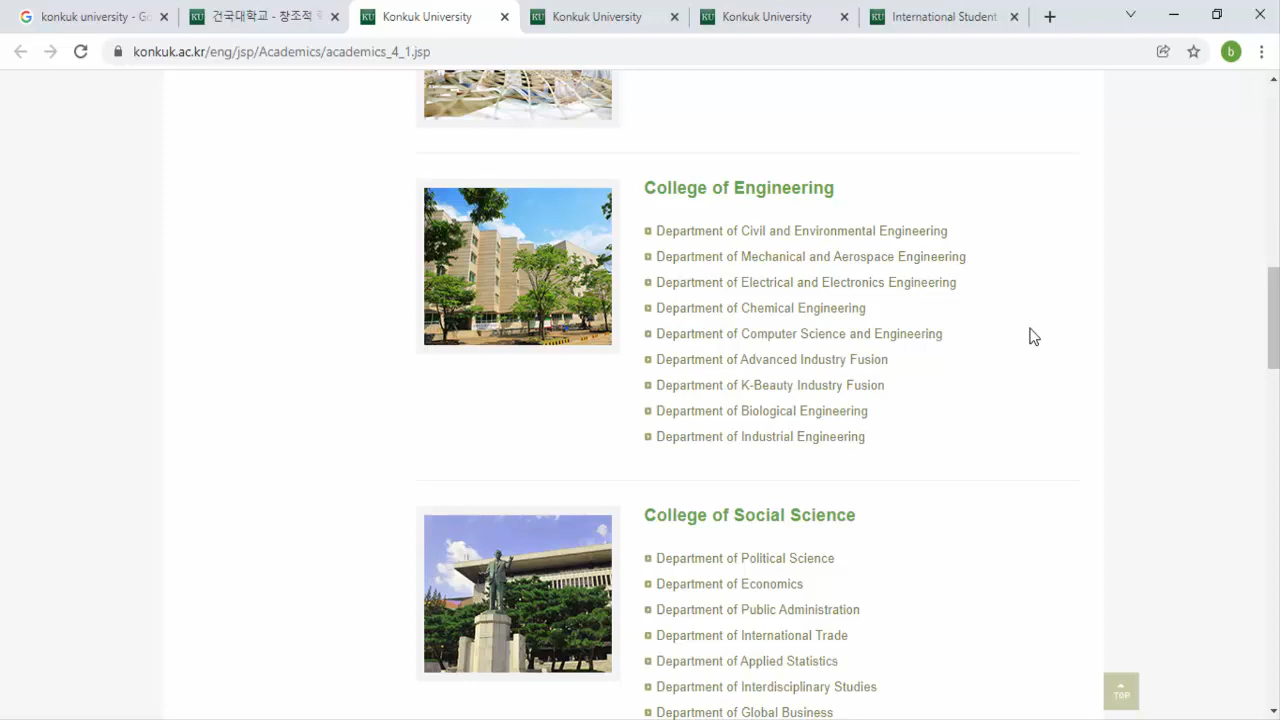 konkuk university - Go
건국대학교 - 창조적
KU Konkuk University
KU Konkuk University
KU Konkuk University
KU International Student
konkuk.ac.kr/eng/jsp/Academics/academics_4_1.jsp
b
College of Engineering
Department of Civil and Environmental Engineering
Department of Mechanical and Aerospace Engineering
Department of Electrical and Electronics Engineering
Department of Chemical Engineering
Department of Computer Science and Engineering
Department of Advanced Industry Fusion
Department of K-Beauty Industry Fusion
Department of Biological Engineering
Department of Industrial Engineering
College of Social Science
Department of Political Science
Department of Economics
Department of Public Administration
Department of International Trade
Department of Applied Statistics
Department of Interdisciplinary Studies
Department of Global Business
TOP